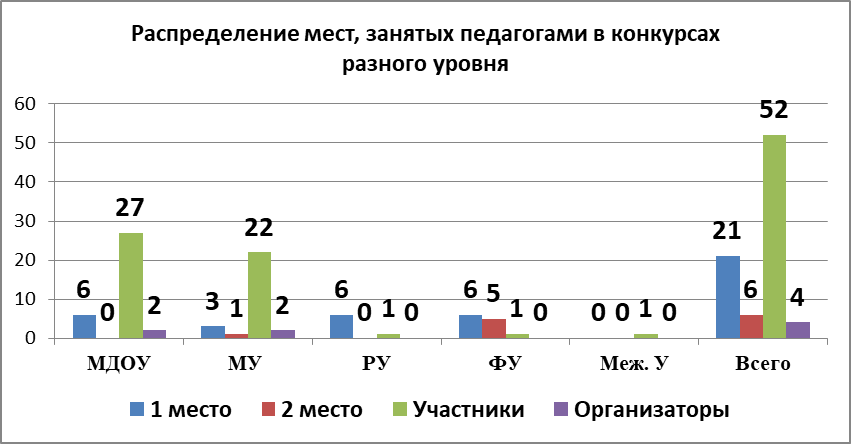 Распределение мест, занятых педагогами в конкурсах
разного уровня
60
50
40
30
20
10
0
6 0 27 2
3 1 22 2
6 0 1 0
6 5 1 0
0 0 1 0
21 6 52 4
МДОУ МУ РУ ФУ Меж. У Всего
1 место 2 место Участники Организаторы